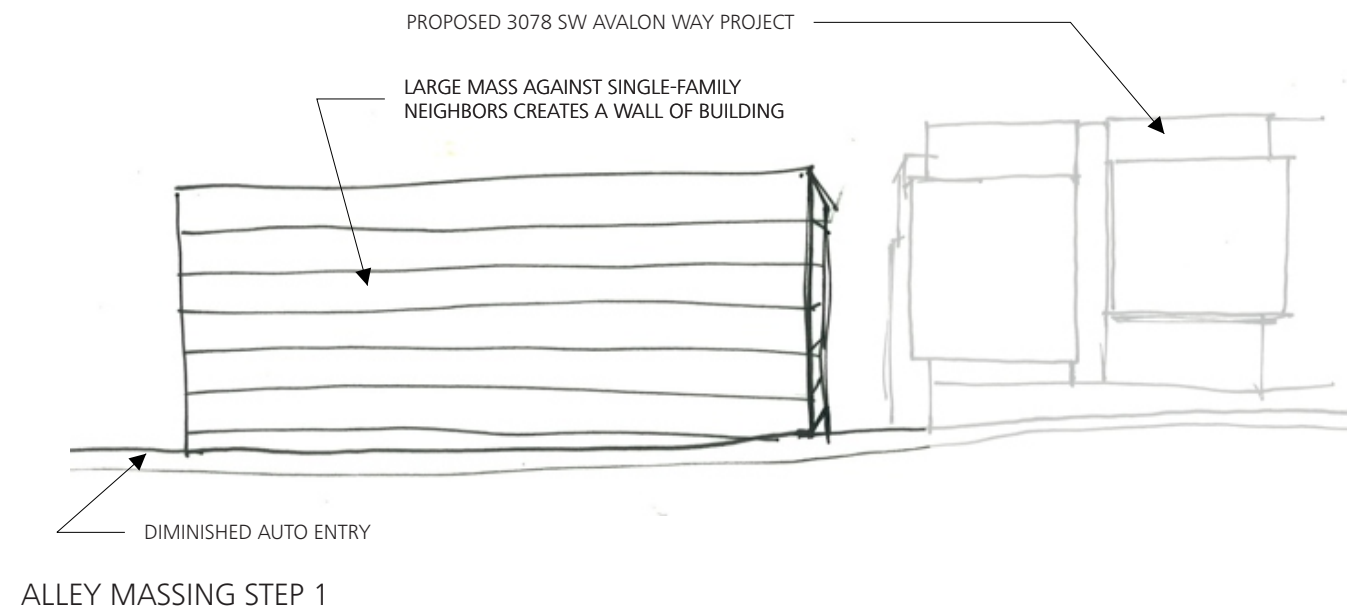 PROPOSED 3078 SW AVALON WAY PROJECT
LARGE MASS AGAINST SINGLE-FAMILY
NEIGHBORS CREATES A WALL OF BUILDING
DIMINISHED AUTO ENTRY
ALLEY MASSING STEP 1